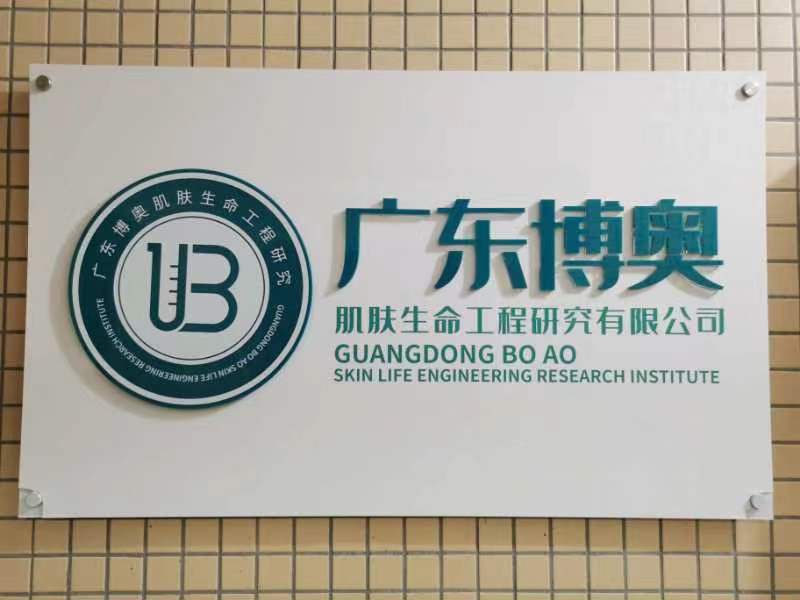 广东博奥肌肤生命工程研究
GUANGDONG BO AO SKIN LIFE ENGINEERING RESEARCH INSTITUTE
广东博奥
肌肤生命工程研究有限公司
GUANGDONG BO AO
SKIN LIFE ENGINEERING RESEARCH INSTITUTE